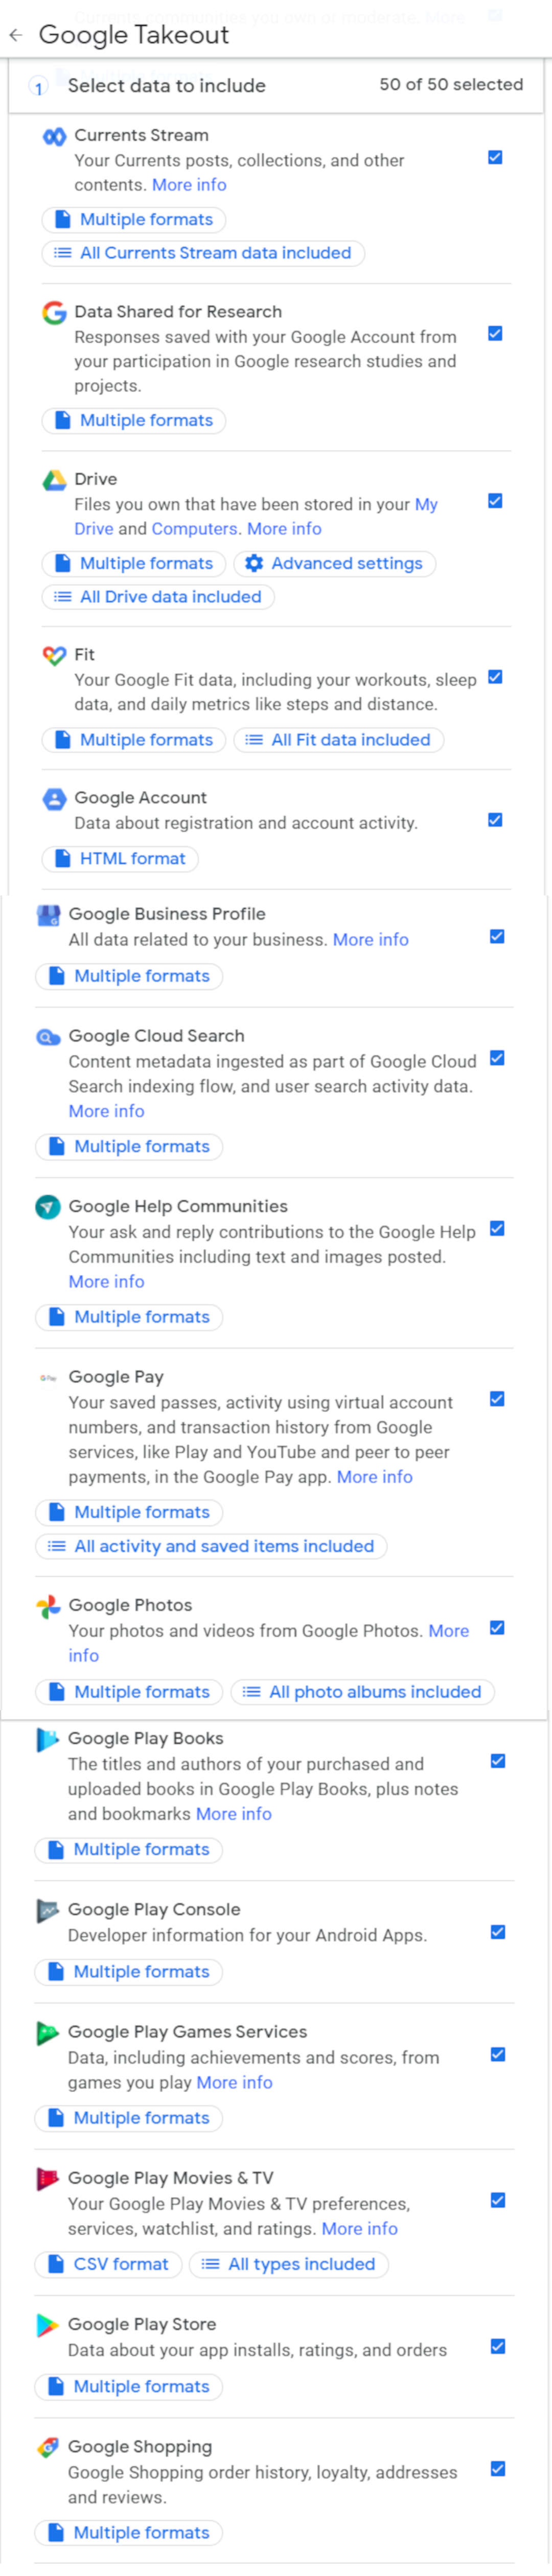 Currents communities you own or moderate. More
Google Takeout
1 Select data to include 50 of 50 selected
Currents Stream
Your Currents posts, collections, and other
contents. More info
Multiple formats
All Currents Stream data included
Data Shared for Research
Responses saved with your Google Account from
your participation in Google research studies and
projects.
Multiple formats
Drive
Files you own that have been stored in your My
Drive and Computers. More info
Multiple formats Advanced settings
All Drive data included
Fit
Your Google Fit data, including your workouts, sleep
data, and daily metrics like steps and distance.
Multiple formats All Fit data included
Google Account
Data about registration and account activity.
HTML format
Google Business Profile
All data related to your business. More info
Multiple formats
Google Cloud Search
Content metadata ingested as part of Google Cloud
Search indexing flow, and user search activity data.
More info
Multiple formats
Google Help Communities
Your ask and reply contributions to the Google Help
Communities including text and images posted.
More info
Multiple formats
Google Pay
Your saved passes, activity using virtual account
numbers, and transaction history from Google
services, like Play and YouTube and peer to peer
payments, in the Google Pay app. More info
Multiple formats
All activity and saved items included
Google Photos
Your photos and videos from Google Photos. More
info
Multiple formats All photo albums included
Google Play Books
The titles and authors of your purchased and
uploaded books in Google Play Books, plus notes
and bookmarks More info
Multiple formats
Google Play Console
Developer information for your Android Apps.
Multiple formats
Google Play Games Services
Data, including achievements and scores, from
games you play More info
Multiple formats
Google Play Movies & TV
Your Google Play Movies & TV preferences,
services, watchlist, and ratings. More info
CSV format All types included
Google Play Store
Data about your app installs, ratings, and orders
Multiple formats
Google Shopping
Google Shopping order history, loyalty, addresses
and reviews.
Multiple formats